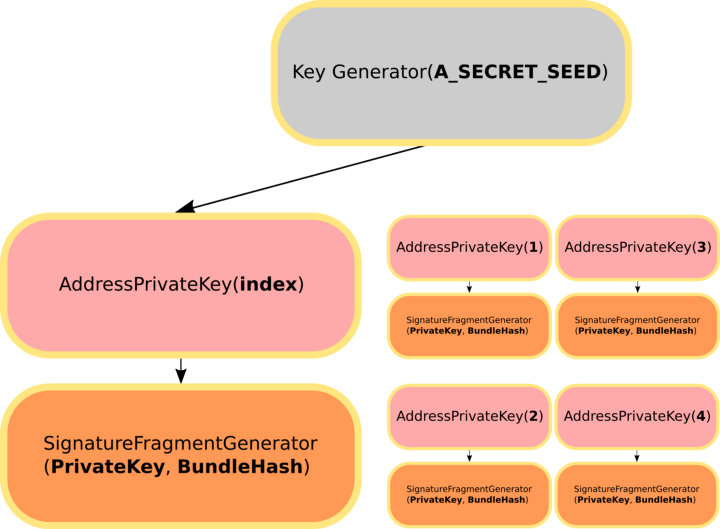 Key Generator(A_SECRET_SEED)
AddressPrivateKey(index)
SignatureFragmentGenerator
(PrivateKey, BundleHash)
AddressPrivateKey(1)
SignatureFragmentGenerator
(PrivateKey, BundleHash)
AddressPrivateKey(3)
SignatureFragmentGenerator
(PrivateKey, BundleHash)
AddressPrivateKey(2)
SignatureFragmentGenerator
(PrivateKey, BundleHash)
AddressPrivateKey(4)
SignatureFragmentGenerator
(PrivateKey, BundleHash)